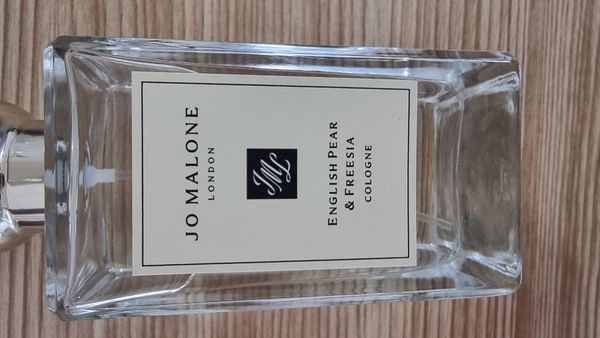 JO MALONE
LONDON
JML
ENGLISH PEAR
& FREESIA
COLOGNE